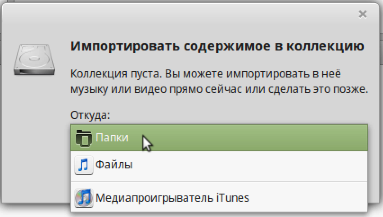 Импортировать содержимое в коллекцию
Коллекция пуста. Вы можете импортировать в неё
музыку или видео прямо сейчас или сделать это позже.
Откуда:
Папки
Файлы
Медиапроигрыватель iTunes